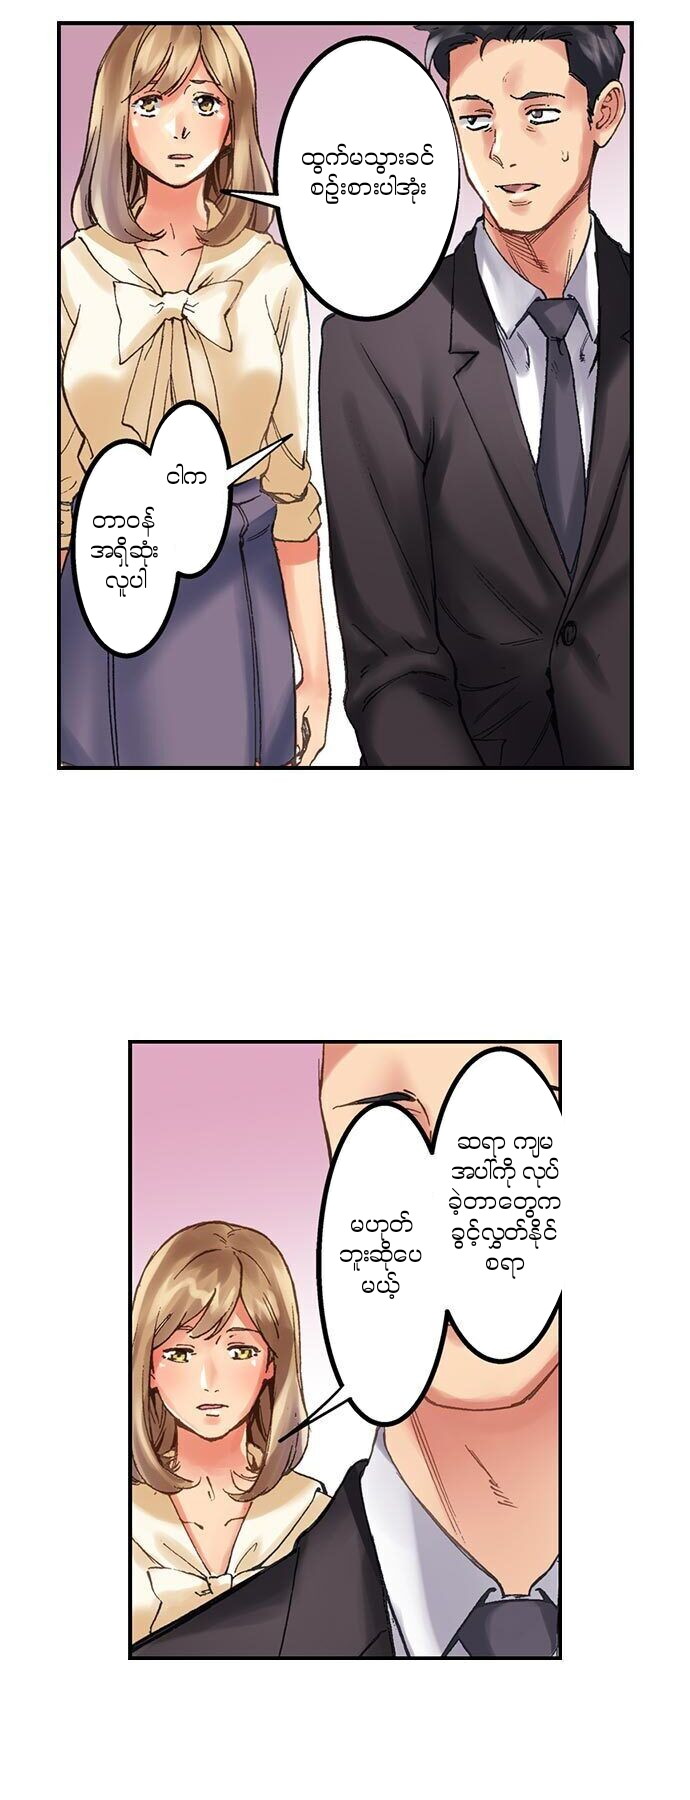 ထွက်မသွားခင်
စဉ်းစားပါအုံး
ငါက
တာဝန်
အရှိဆုံး
လူပါ
ဆရာ ကျမ
အပေါ်ကို လုပ်
ခဲ့တာတွေက
ခွင့်လွှတ်နိုင်
စရာ
မဟုတ်
ဘူးဆိုပေ
မယ့်